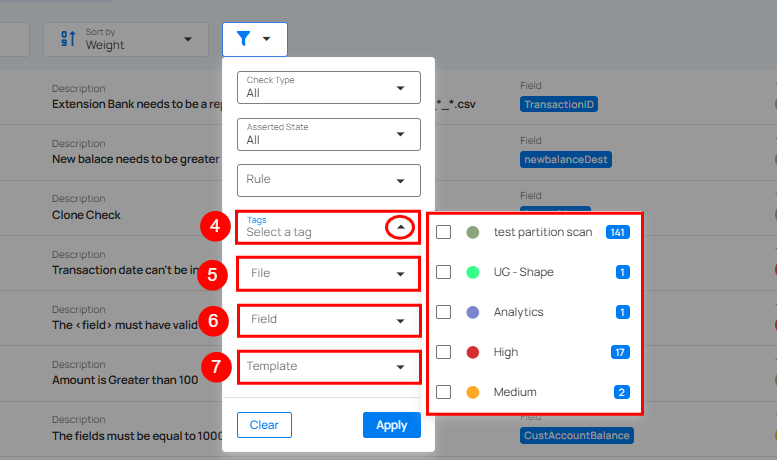 Sort by
Weight
Check Type
All
Description
Extension Bank needs to be a re
_*_*.csv
Field
TransactionID
Asserted State
All
Description
New balace needs to be greater
Field
newbalanceDest
Rule
Description
Clone Check
Field
4
Tags
Select a tag
test partition scan
141
Description
Transaction date can't be in
5
File
UG - Shape
1
Description
The <field> must have valid
6
Field
Analytics
1
Description
Amount is Greater than 100
7
Template
High
17
Medium
2
Description
The fields must be equal to 1000
Field
CustAccountBalance
Clear
Apply